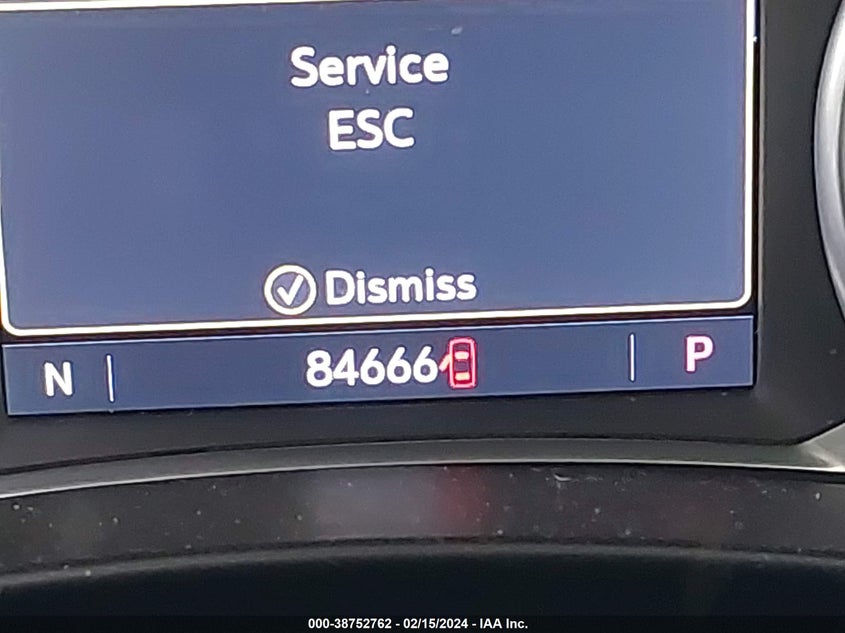 Service
ESC
Dismiss
N
84666
P
000-38752762 - 02/15/2024 - IAA Inc.